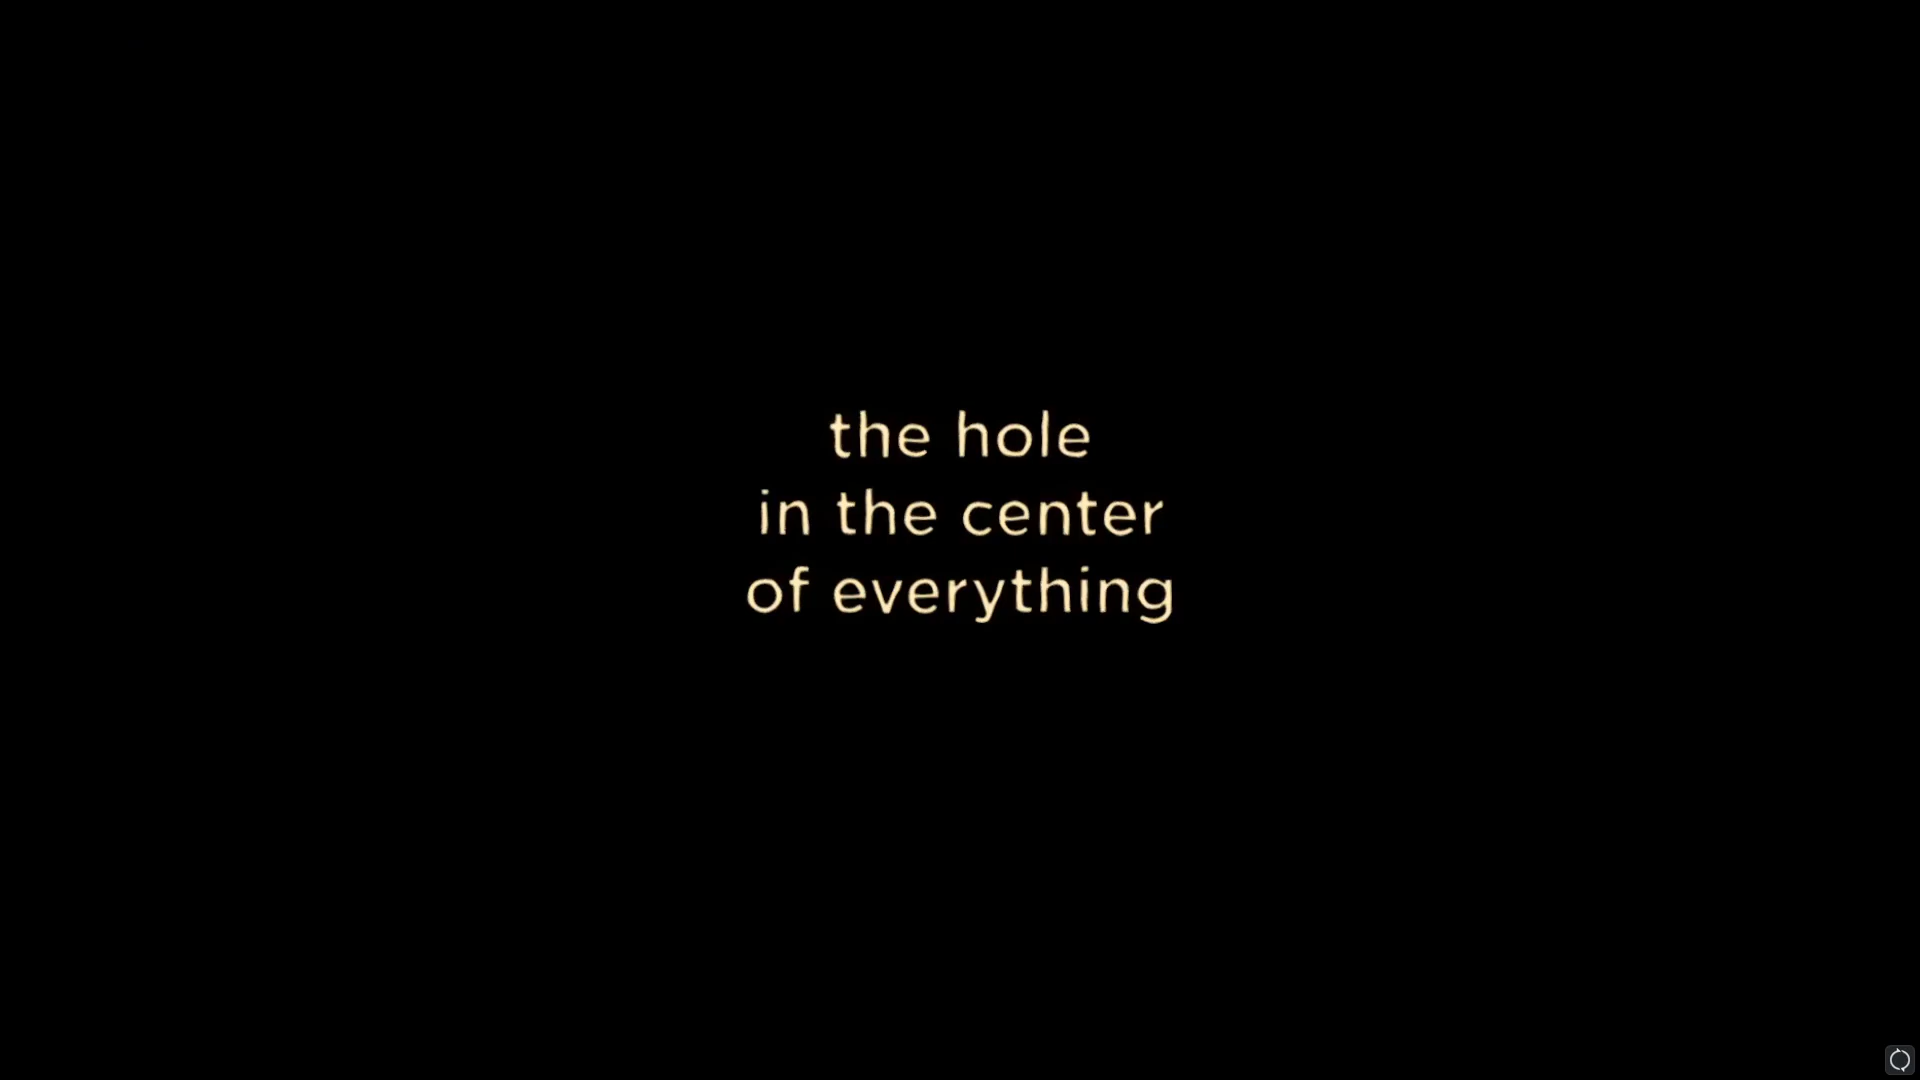 the hole
in the center
of everything